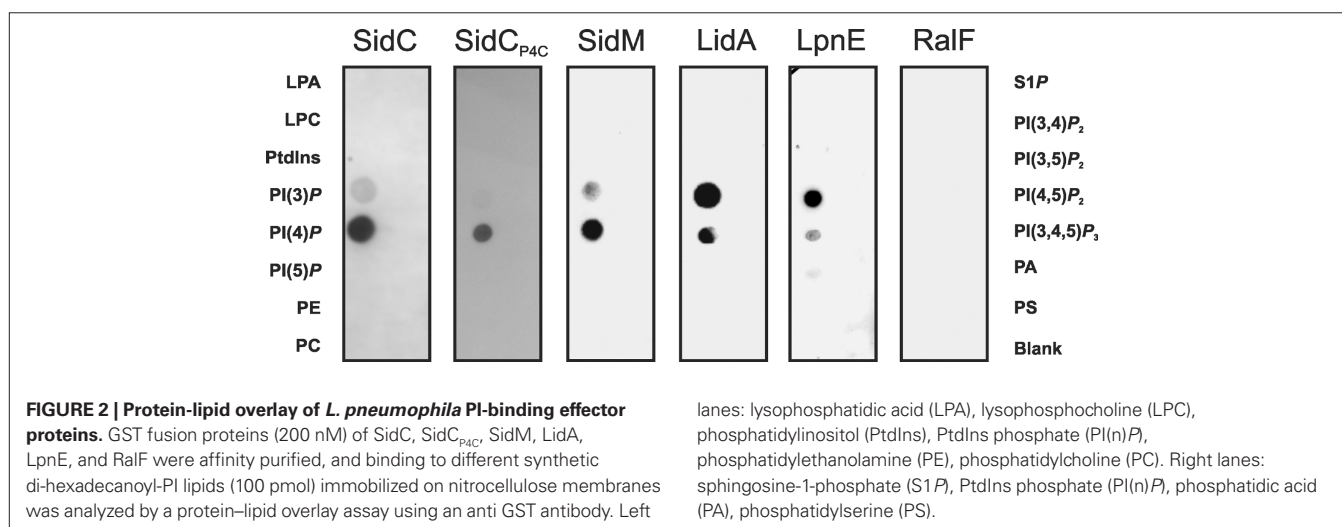 SidC SidC_P4C SidM LidA LpnE RalF
LPA
LPC
PtdIns
PI(3)P
PI(4)P
PI(5)P
PE
PC
S1P
PI(3,4)P₂
PI(3,5)P₂
PI(4,5)P₂
PI(3,4,5)P₃
PA
PS
Blank
FIGURE 2 | Protein-lipid overlay of L. pneumophila PI-binding effector
proteins. GST fusion proteins (200 nM) of SidC, SidC_P4C, SidM, LidA,
LpnE, and RalF were affinity purified, and binding to different synthetic
di-hexadecanoyl-PI lipids (100 pmol) immobilized on nitrocellulose membranes
was analyzed by a protein–lipid overlay assay using an anti GST antibody. Left
lanes: lysophosphatidic acid (LPA), lysophosphocholine (LPC),
phosphatidylinositol (PtdIns), PtdIns phosphate (PI(n)P),
phosphatidylethanolamine (PE), phosphatidylcholine (PC). Right lanes:
sphingosine-1-phosphate (S1P), PtdIns phosphate (PI(n)P), phosphatidic acid
(PA), phosphatidylserine (PS).